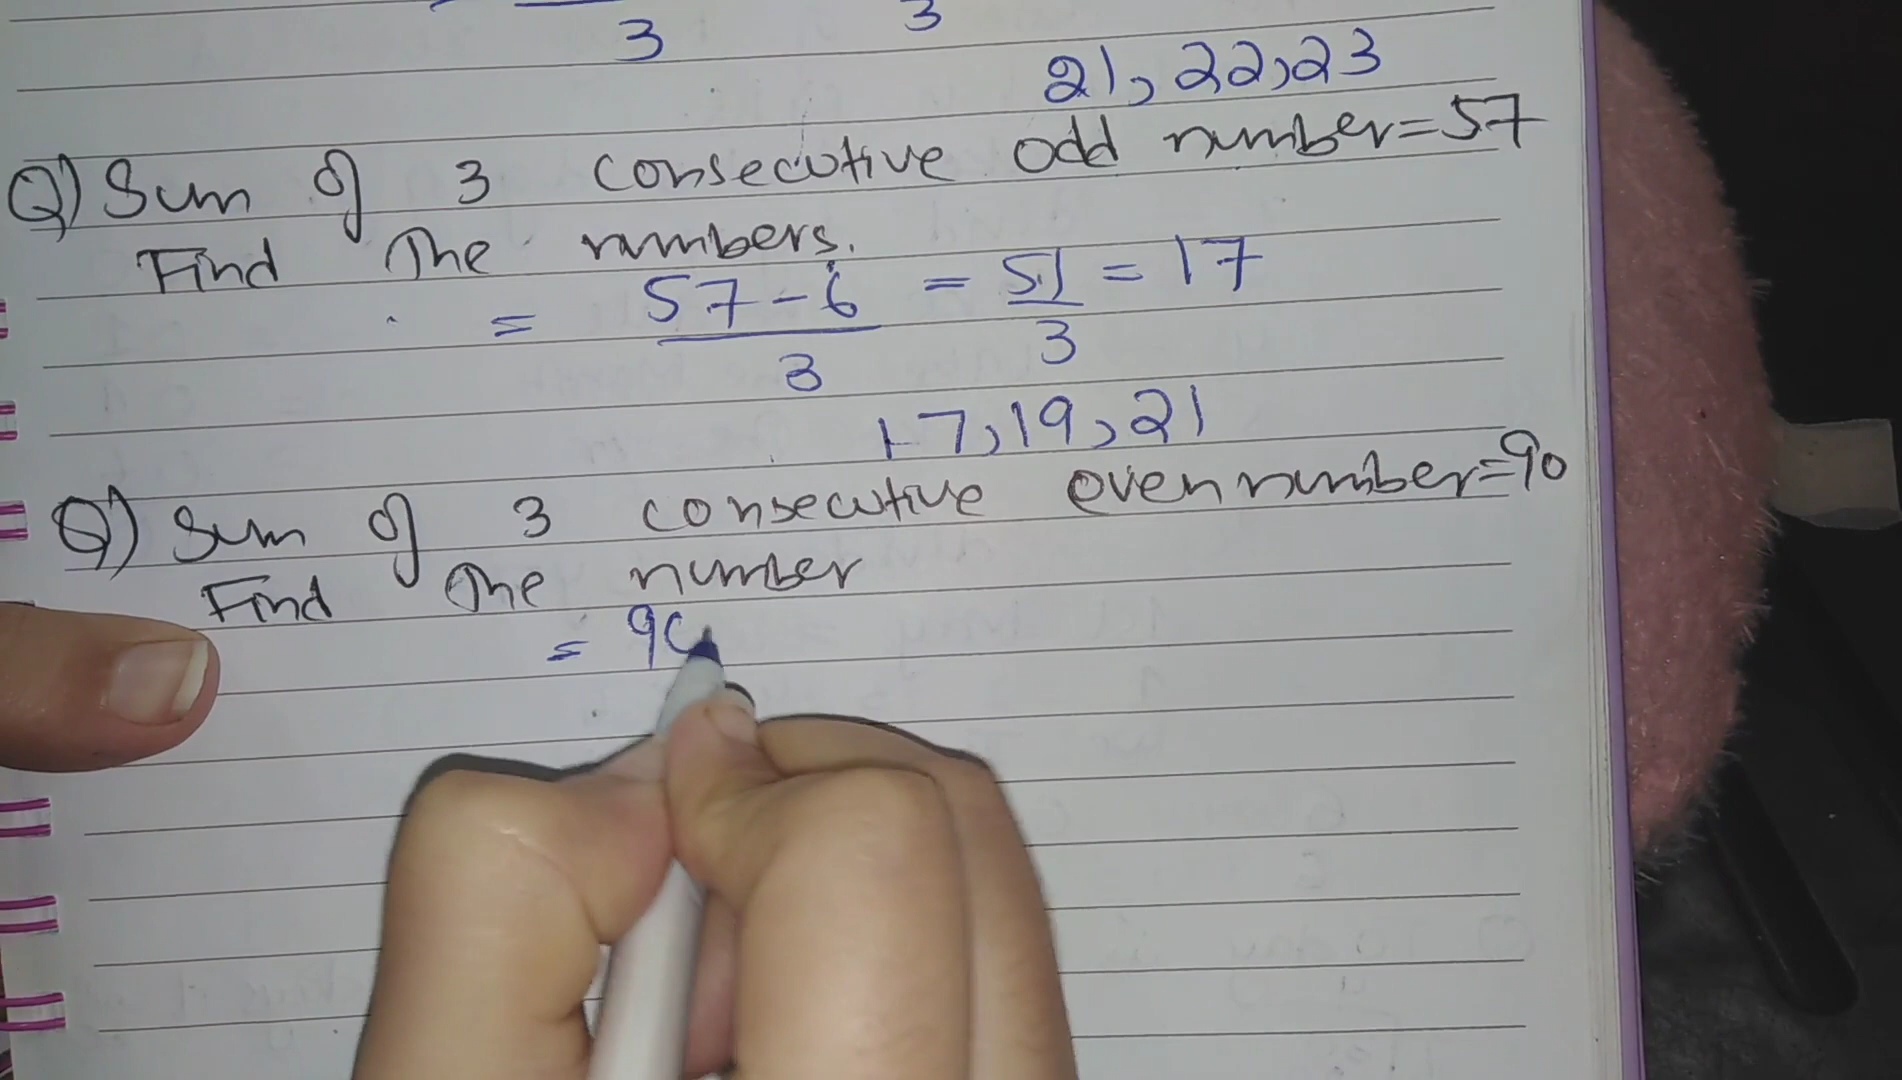 3 3
21, 22, 23
Q) Sum of 3 consecutive odd number = 57
Find the numbers.
= 57 - 6 = 51 = 17
3 3
17, 19, 21
Q) Sum of 3 consecutive even number = 90
Find the number
= 90